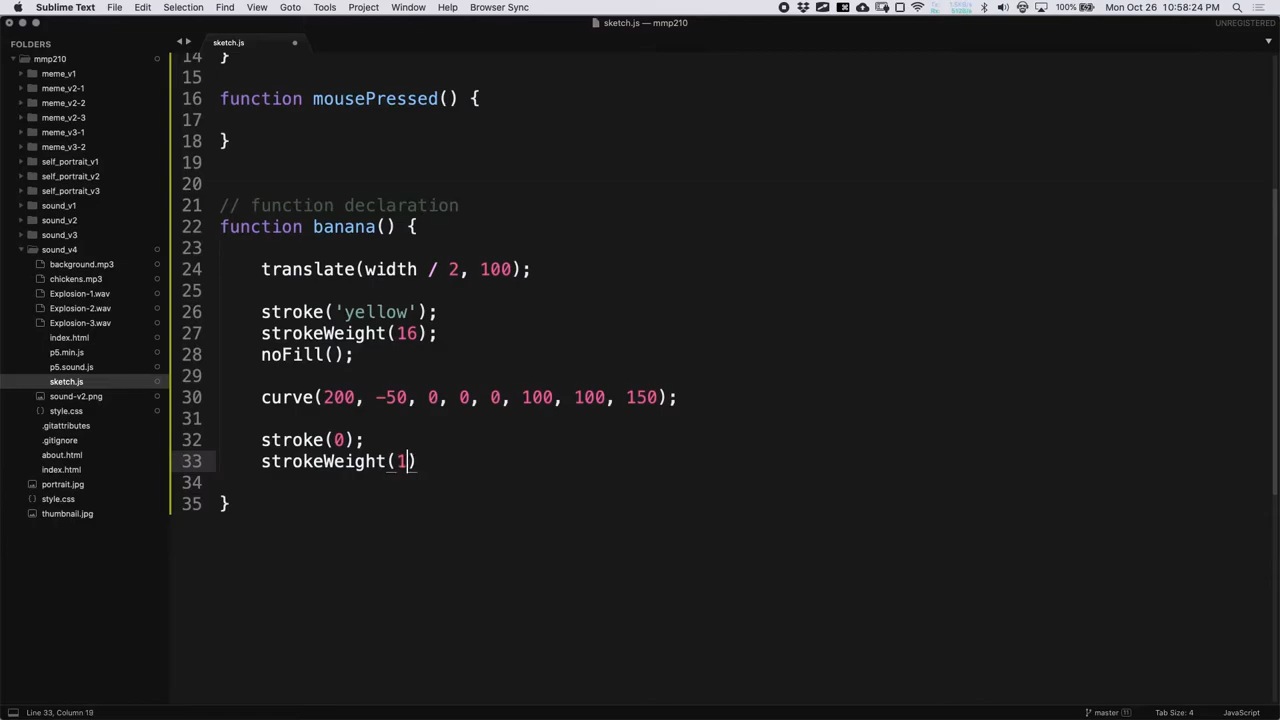 Sublime Text File Edit Selection Find View Goto Tools Project Window Help Browser Sync 100% Mon Oct 26 10:58:24 PM
sketch.js — mmp210 UNREGISTERED
FOLDERS
mmp210
meme_v1
meme_v2-1
meme_v2-2
meme_v2-3
meme_v3-1
meme_v3-2
self_portrait_v1
self_portrait_v2
self_portrait_v3
sound_v1
sound_v2
sound_v3
sound_v4
background.mp3
chickens.mp3
Explosion-1.wav
Explosion-2.wav
Explosion-3.wav
index.html
p5.min.js
p5.sound.js
sketch.js
sound-v2.png
style.css
.gitattributes
.gitignore
about.html
index.html
portrait.jpg
style.css
thumbnail.jpg
sketch.js
14 }
15
16 function mousePressed() {
17
18 }
19
20
21 // function declaration
22 function banana() {
23
24 translate(width / 2, 100);
25
26 stroke('yellow');
27 strokeWeight(16);
28 noFill();
29
30 curve(200, -50, 0, 0, 0, 100, 100, 150);
31
32 stroke(0);
33 strokeWeight(1)
34
35 }
Line 33, Column 19 master 11 Tab Size: 4 JavaScript